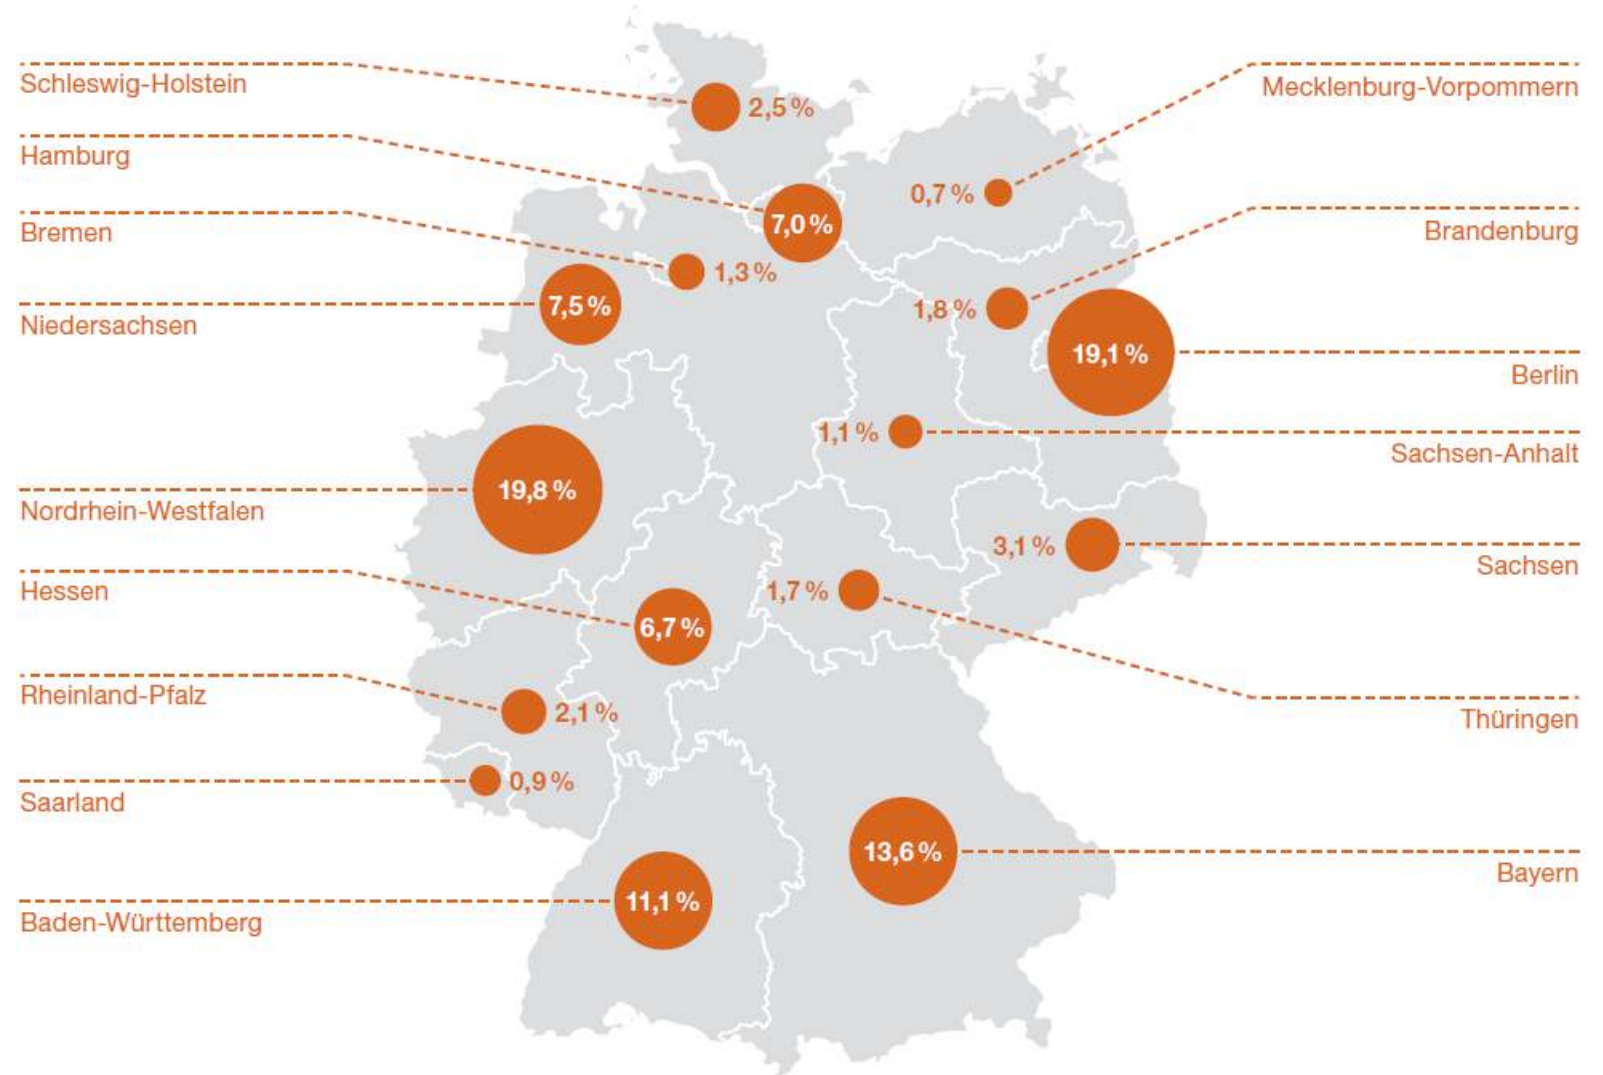 Schleswig-Holstein
2,5 %
Mecklenburg-Vorpommern
Hamburg
7,0 %
0,7 %
Bremen
1,3 %
Brandenburg
1,8 %
Niedersachsen
7,5 %
19,1 %
Berlin
1,1 %
Sachsen-Anhalt
Nordrhein-Westfalen
19,8 %
3,1 %
Sachsen
Hessen
6,7 %
1,7 %
Thüringen
Rheinland-Pfalz
2,1 %
Saarland
0,9 %
13,6 %
Bayern
Baden-Württemberg
11,1 %